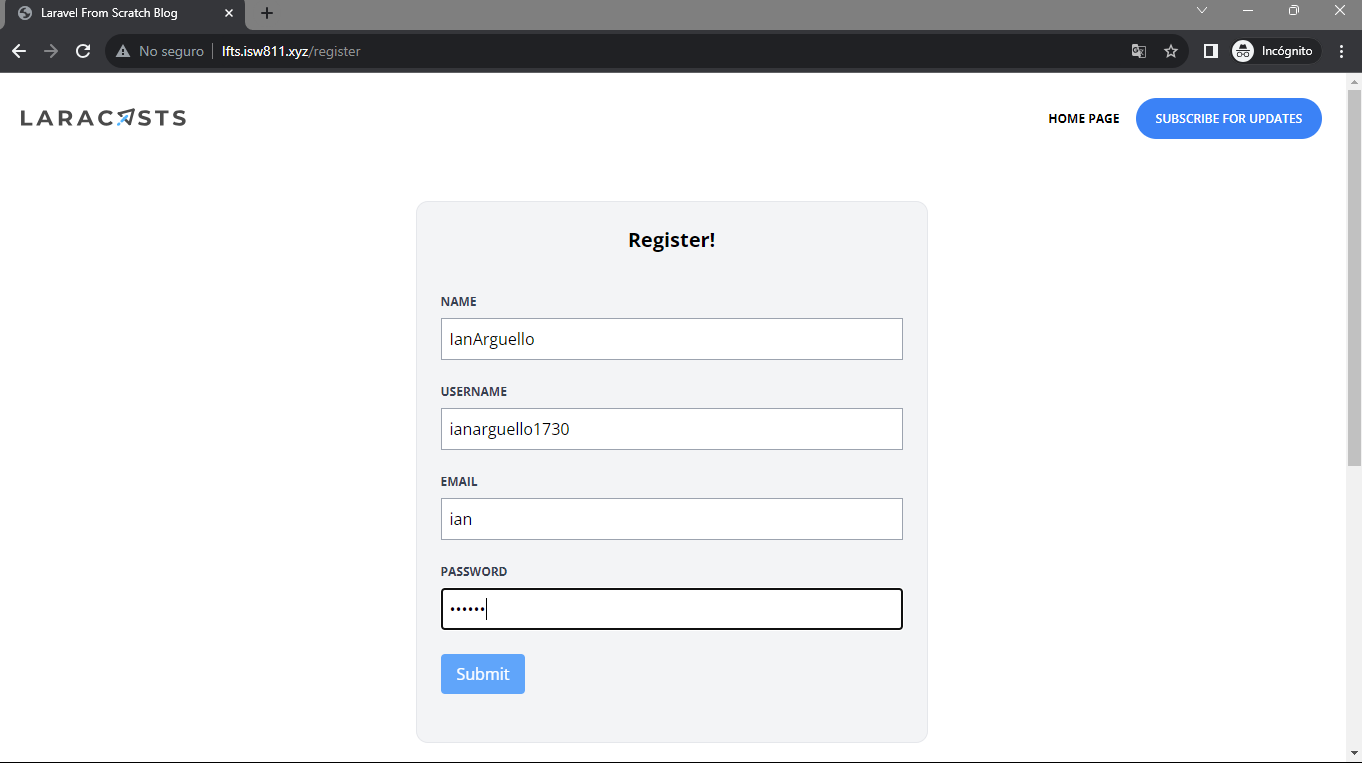 Laravel From Scratch Blog
No seguro lfts.isw811.xyz/register Incógnito
LARACASTS HOME PAGE SUBSCRIBE FOR UPDATES
Register!
NAME
IanArguello
USERNAME
ianarguello1730
EMAIL
ian
PASSWORD
••••••
Submit